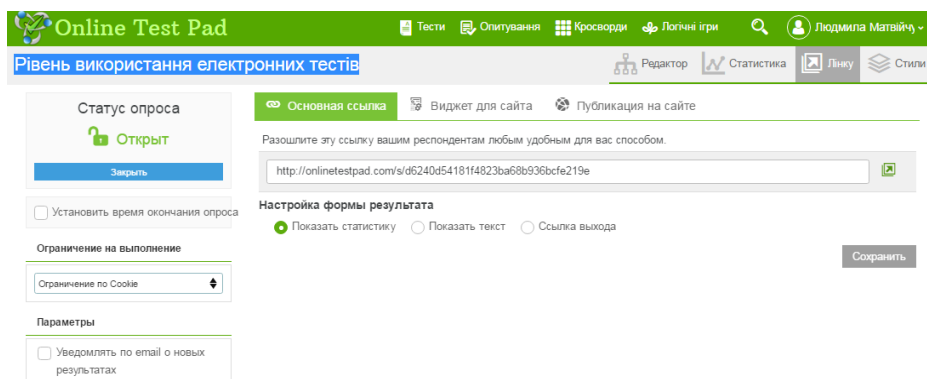 Online Test Pad
Тести Опитування Кросворди Логічні ігри Людмила Матвійчу
Рівень використання електронних тестів
Редактор Статистика Лінку Стили
Статус опроса
Открыт
Закрыть
Установить время окончания опроса
Ограничение на выполнение
Ограничение по Cookie
Параметры
Уведомлять по email о новых
результатах
Основная ссылка Виджет для сайта Публикация на сайте
Разошлите эту ссылку вашим респондентам любым удобным для вас способом.
http://onlinetestpad.com/s/d6240d54181f4823ba68b936bcfe219e
Настройка формы результата
Показать статистику Показать текст Ссылка выхода
Сохранить